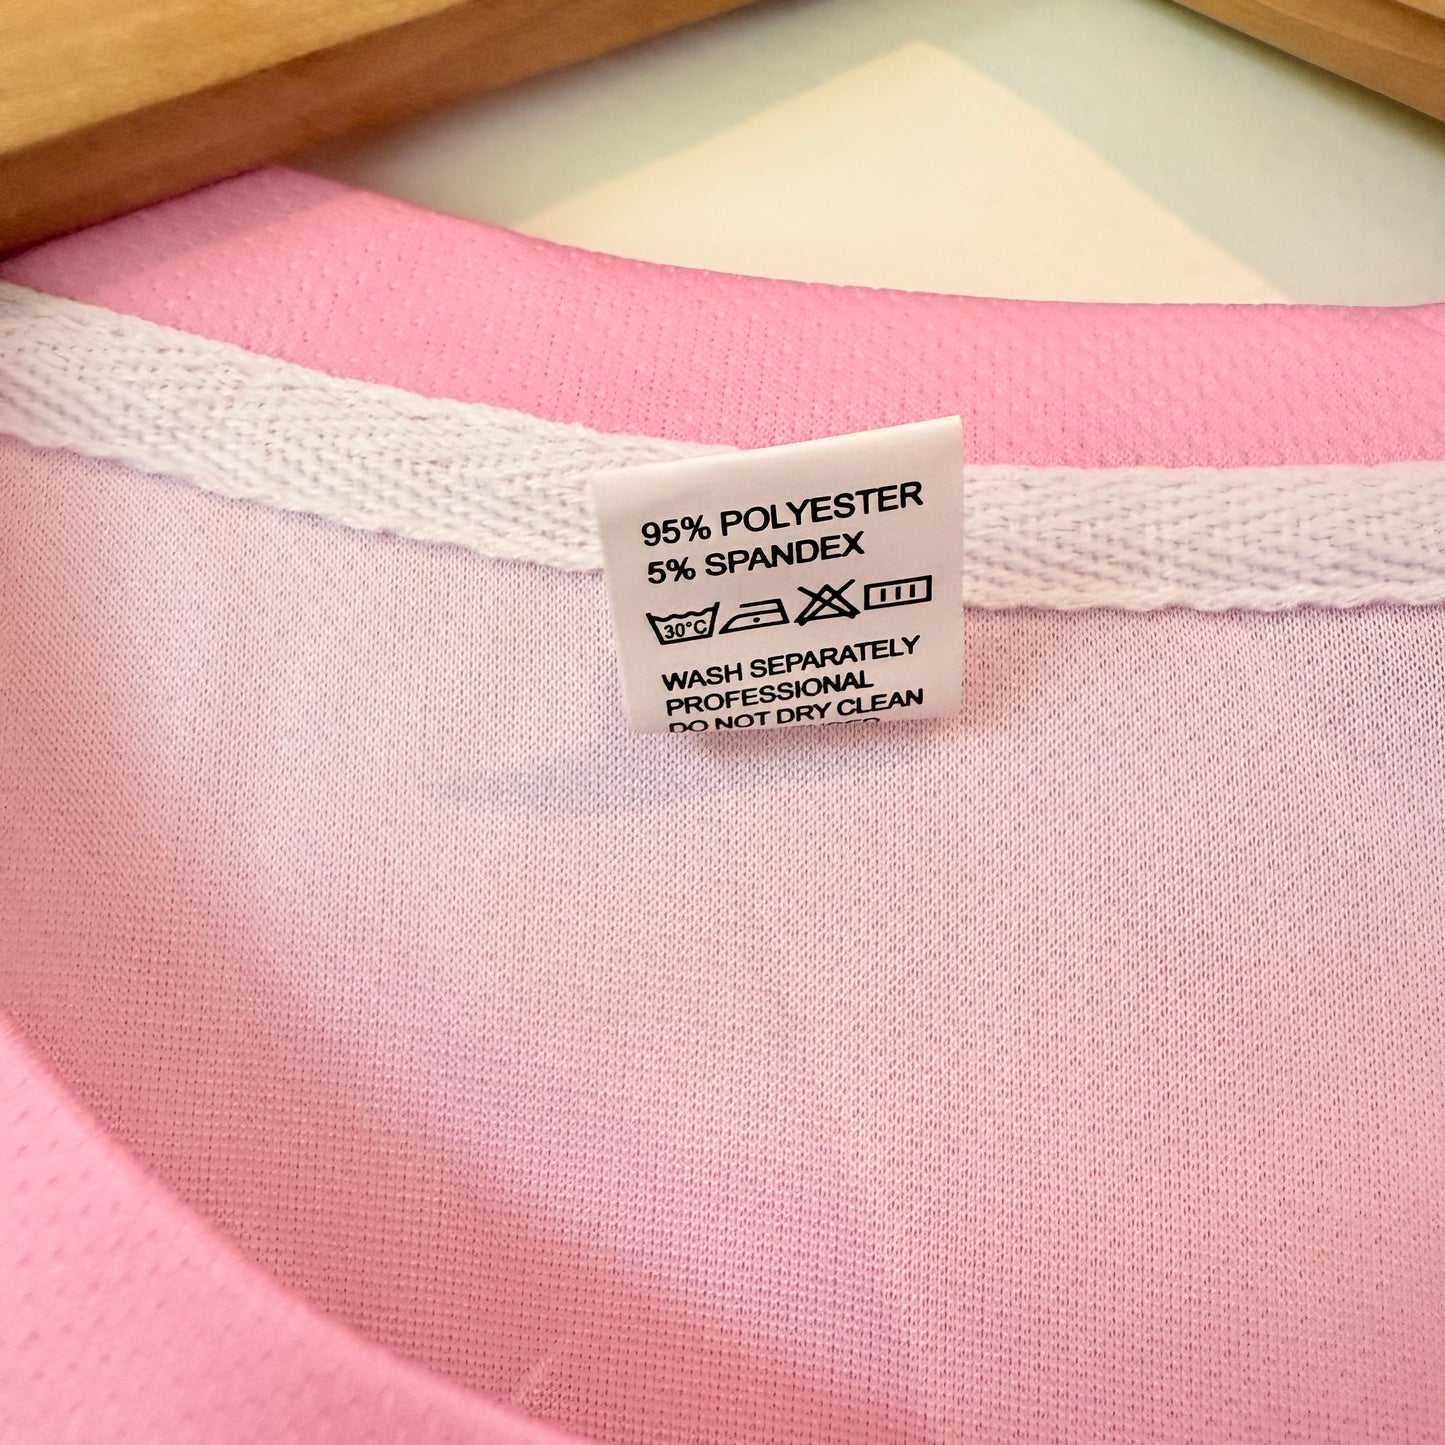 95% POLYESTER
5% SPANDEX
30°C
WASH SEPARATELY
PROFESSIONAL
DO NOT DRY CLEAN